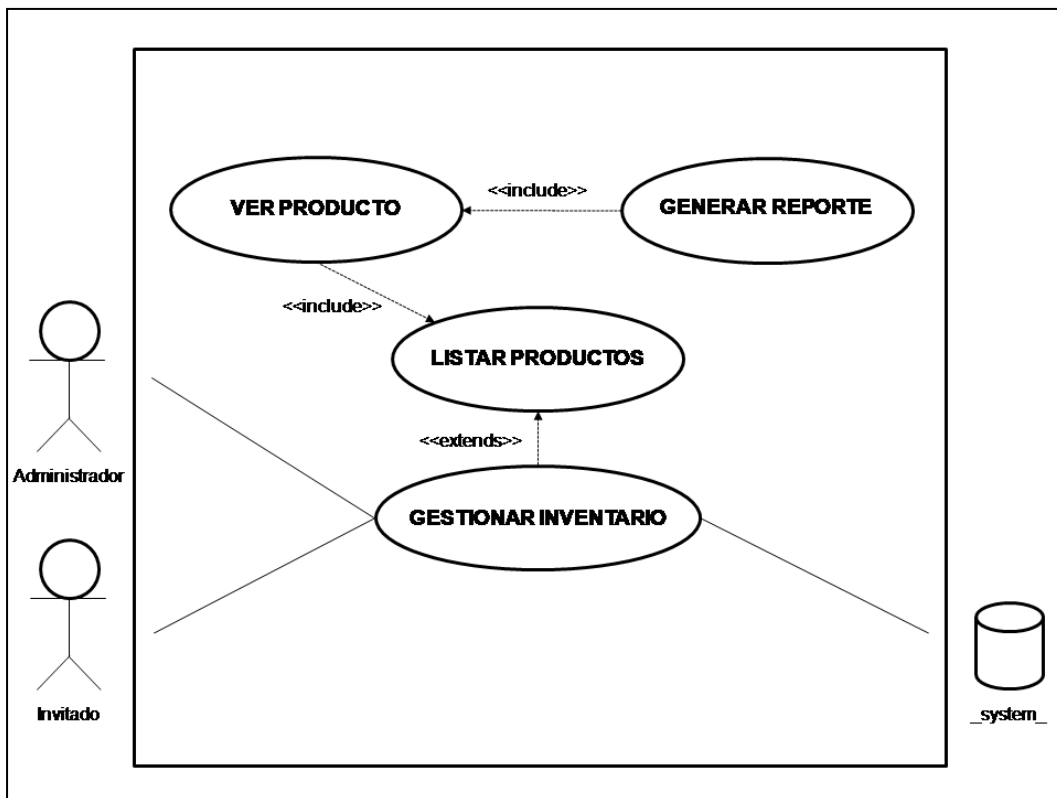 VER PRODUCTO
<<include>>
GENERAR REPORTE
<<include>>
LISTAR PRODUCTOS
<<extends>>
Administrador
GESTIONAR INVENTARIO
Invitado
_system_